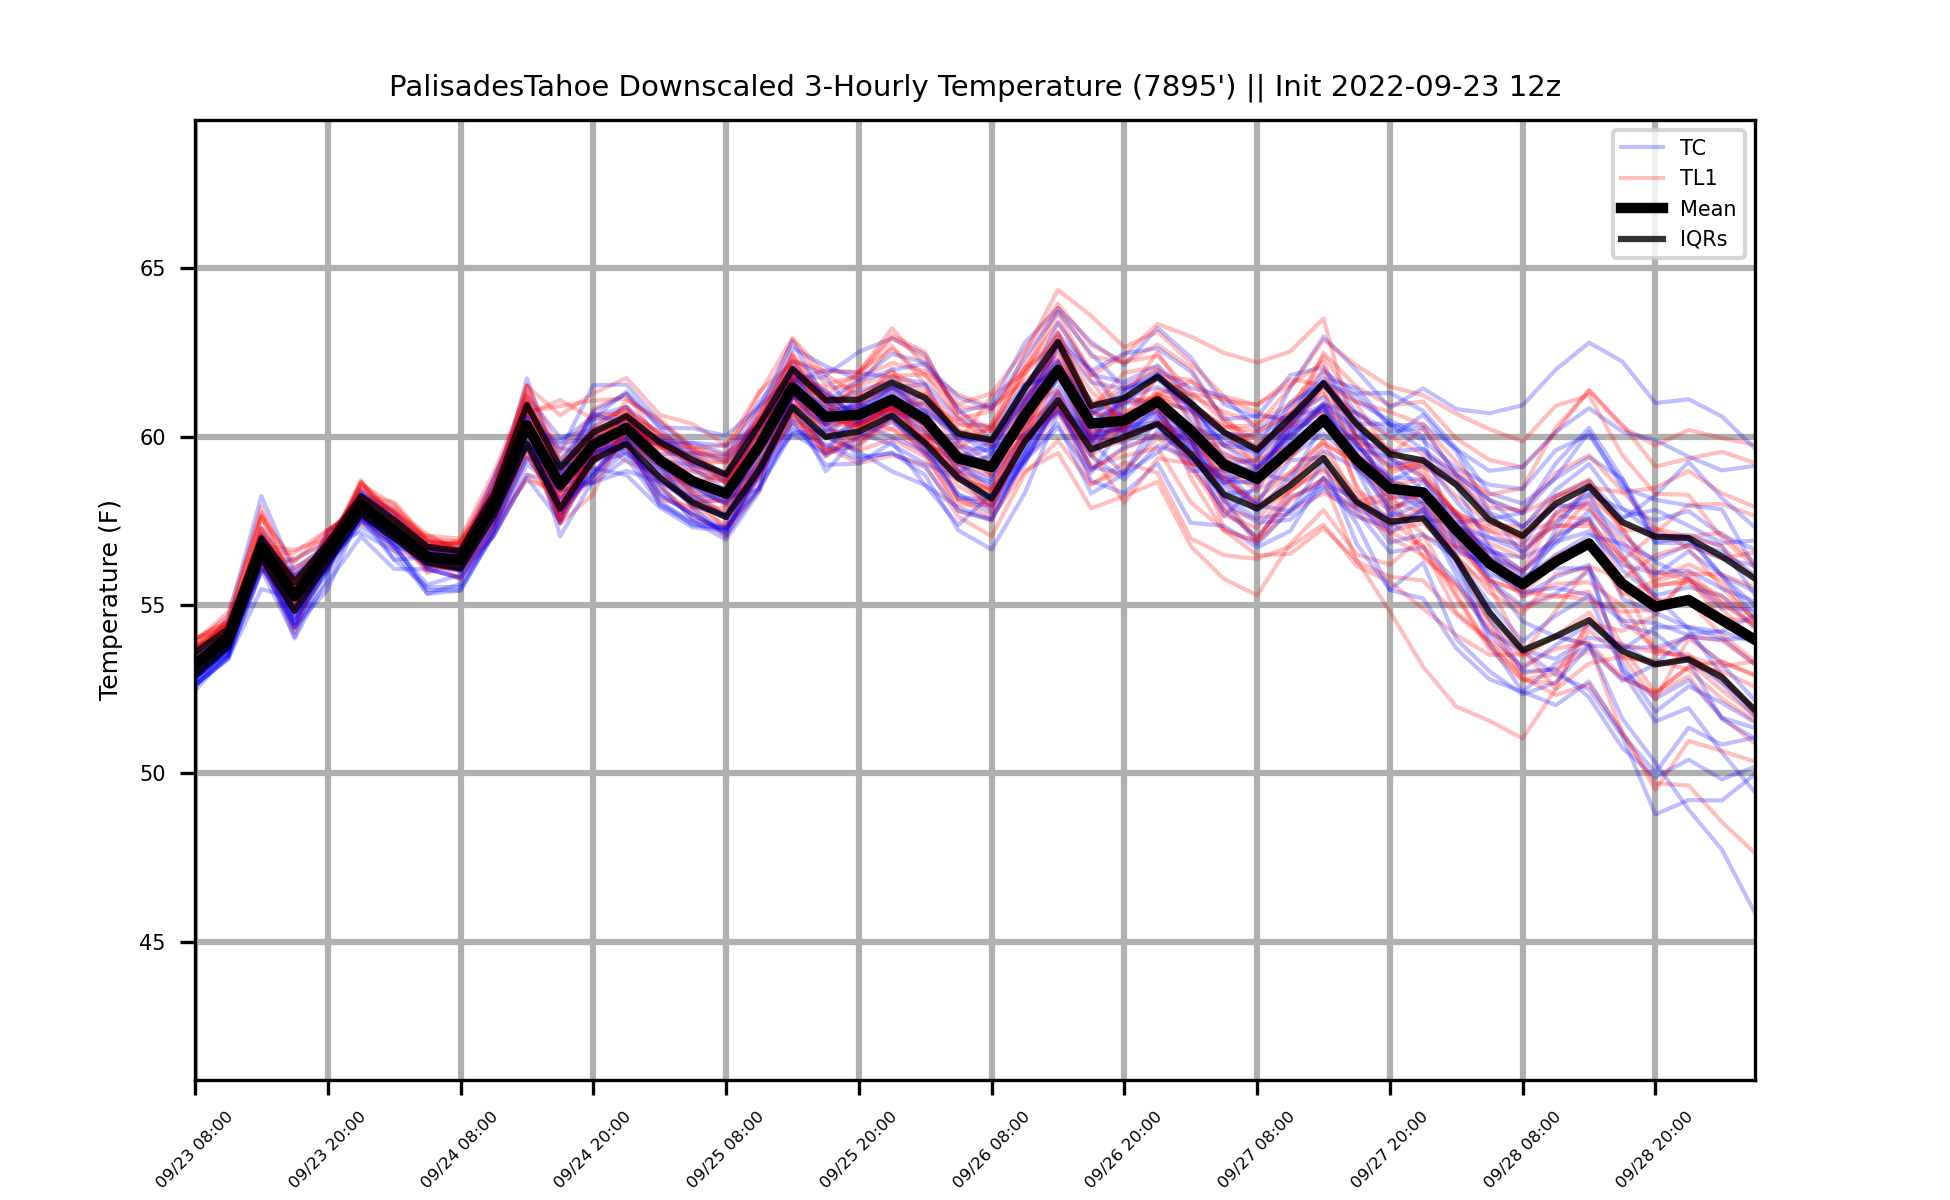 PalisadesTahoe Downscaled 3-Hourly Temperature (7895') || Init 2022-09-23 12z
TC
TL1
Mean
IQRs
Temperature (F)
65
60
55
50
45
09/23 08:00
09/23 20:00
09/24 08:00
09/24 20:00
09/25 08:00
09/25 20:00
09/26 08:00
09/26 20:00
09/27 08:00
09/27 20:00
09/28 08:00
09/28 20:00